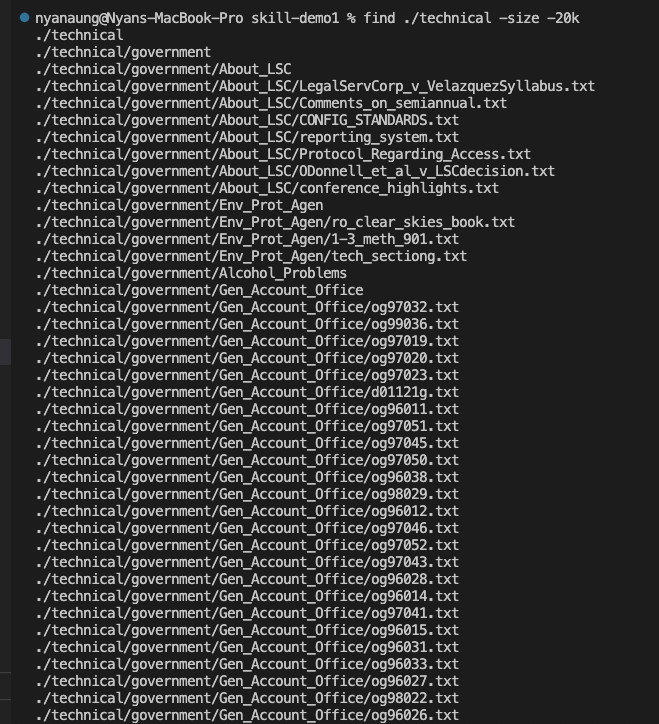 nyanaung@Nyans-MacBook-Pro skill-demo1 % find ./technical -size -20k
./technical
./technical/government
./technical/government/About_LSC
./technical/government/About_LSC/LegalServCorp_v_VelazquezSyllabus.txt
./technical/government/About_LSC/Comments_on_semiannual.txt
./technical/government/About_LSC/CONFIG_STANDARDS.txt
./technical/government/About_LSC/reporting_system.txt
./technical/government/About_LSC/Protocol_Regarding_Access.txt
./technical/government/About_LSC/ODonnell_et_al_v_LSCdecision.txt
./technical/government/About_LSC/conference_highlights.txt
./technical/government/Env_Prot_Agen
./technical/government/Env_Prot_Agen/ro_clear_skies_book.txt
./technical/government/Env_Prot_Agen/1-3_meth_901.txt
./technical/government/Env_Prot_Agen/tech_sectiong.txt
./technical/government/Alcohol_Problems
./technical/government/Gen_Account_Office
./technical/government/Gen_Account_Office/og97032.txt
./technical/government/Gen_Account_Office/og99036.txt
./technical/government/Gen_Account_Office/og97019.txt
./technical/government/Gen_Account_Office/og97020.txt
./technical/government/Gen_Account_Office/og97023.txt
./technical/government/Gen_Account_Office/d01121g.txt
./technical/government/Gen_Account_Office/og96011.txt
./technical/government/Gen_Account_Office/og97051.txt
./technical/government/Gen_Account_Office/og97045.txt
./technical/government/Gen_Account_Office/og97050.txt
./technical/government/Gen_Account_Office/og96038.txt
./technical/government/Gen_Account_Office/og98029.txt
./technical/government/Gen_Account_Office/og96012.txt
./technical/government/Gen_Account_Office/og97046.txt
./technical/government/Gen_Account_Office/og97052.txt
./technical/government/Gen_Account_Office/og97043.txt
./technical/government/Gen_Account_Office/og96028.txt
./technical/government/Gen_Account_Office/og96014.txt
./technical/government/Gen_Account_Office/og97041.txt
./technical/government/Gen_Account_Office/og96015.txt
./technical/government/Gen_Account_Office/og96031.txt
./technical/government/Gen_Account_Office/og96033.txt
./technical/government/Gen_Account_Office/og96027.txt
./technical/government/Gen_Account_Office/og98022.txt
./technical/government/Gen_Account_Office/og96026.txt